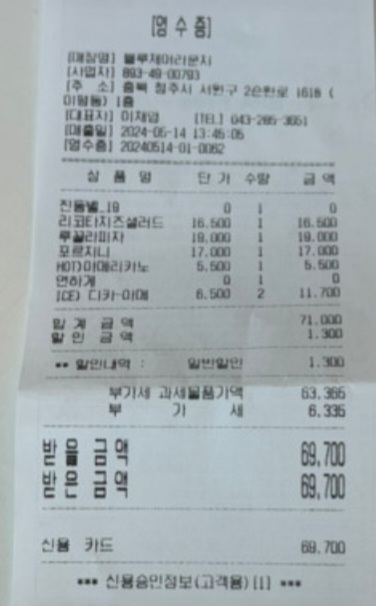 [영 수 증]
[매장명] 블루체어라운지
[사업자] 893-49-00793
[주 소] 충북 청주시 서원구 2순환로 1618 (
미평동) 1층
[대표자] 이채영 [TEL] 043-285-3651
[매출일] 2024-05-14 13:45:05
[영수증] 20240514-01-0062
상 품 명 단 가 수량 금 액
진동벨_19 0 1 0
리코타치즈샐러드 16,500 1 16,500
루꼴라피자 19,000 1 19,000
포르치니 17,000 1 17,000
HOT)아메리카노 5,500 1 5,500
연하게 0 1 0
ICE) 디카-아메 6,500 2 11,700
합 계 금 액 71,000
할 인 금 액 1,300
** 할인내역 : 일반할인 1,300
부가세 과세물품가액 63,365
부 가 세 6,335
받 을 금 액 69,700
받 은 금 액 69,700
신용 카드 69,700
*** 신용승인정보(고객용)[1] ***